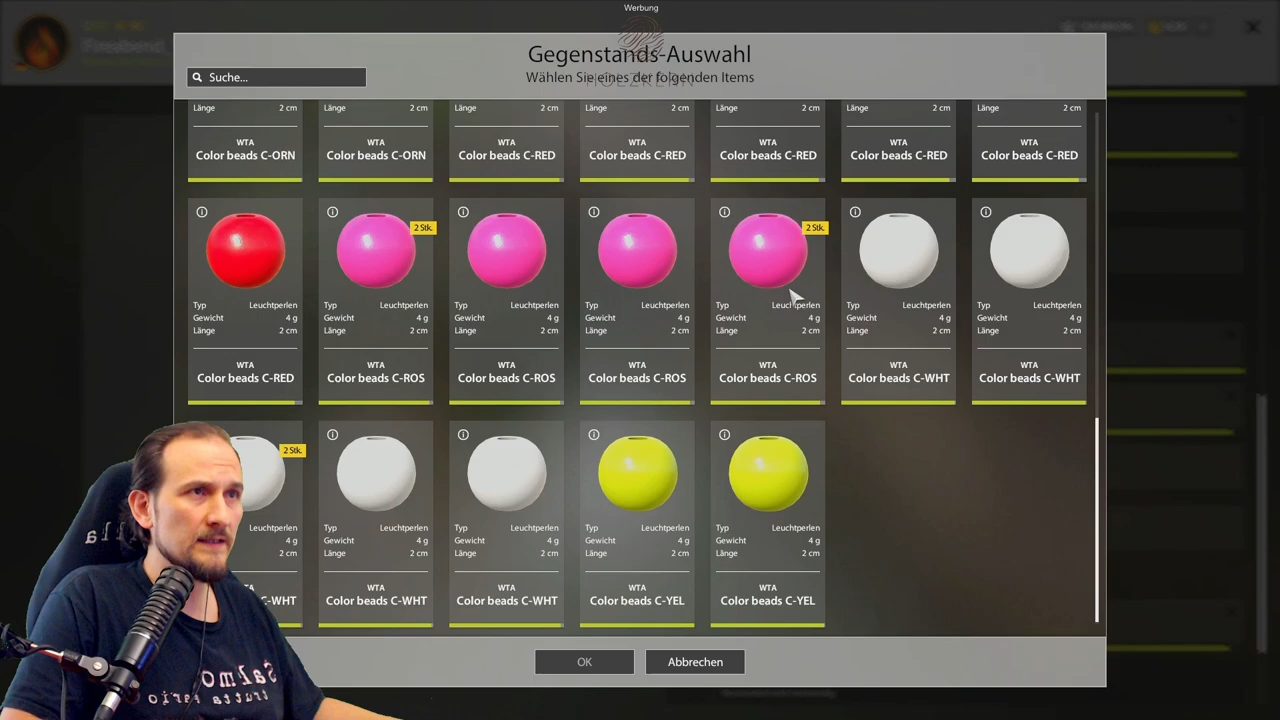 Werbung
Gegenstands-Auswahl
Suche...
Wählen Sie eines der folgenden Items
HOLZKERN
Länge 2 cm Länge 2 cm Länge 2 cm Länge 2 cm Länge 2 cm Länge 2 cm Länge 2 cm
WTA WTA WTA WTA WTA WTA WTA
Color beads C-ORN Color beads C-ORN Color beads C-RED Color beads C-RED Color beads C-RED Color beads C-RED Color beads C-RED
2 Stk. 2 Stk.
Typ Leuchtperlen Typ Leuchtperlen Typ Leuchtperlen Typ Leuchtperlen Typ Leuchtperlen Typ Leuchtperlen Typ Leuchtperlen
Gewicht 4 g Gewicht 4 g Gewicht 4 g Gewicht 4 g Gewicht 4 g Gewicht 4 g Gewicht 4 g
Länge 2 cm Länge 2 cm Länge 2 cm Länge 2 cm Länge 2 cm Länge 2 cm Länge 2 cm
WTA WTA WTA WTA WTA WTA WTA
Color beads C-RED Color beads C-ROS Color beads C-ROS Color beads C-ROS Color beads C-ROS Color beads C-WHT Color beads C-WHT
2 Stk.
Leuchtperlen Typ Leuchtperlen Typ Leuchtperlen Typ Leuchtperlen Typ Leuchtperlen
4 g Gewicht 4 g Gewicht 4 g Gewicht 4 g Gewicht 4 g
2 cm Länge 2 cm Länge 2 cm Länge 2 cm Länge 2 cm
WTA WTA WTA WTA WTA
beads C-WHT Color beads C-WHT Color beads C-WHT Color beads C-YEL Color beads C-YEL
OK Abbrechen
Salmo
trutta fario